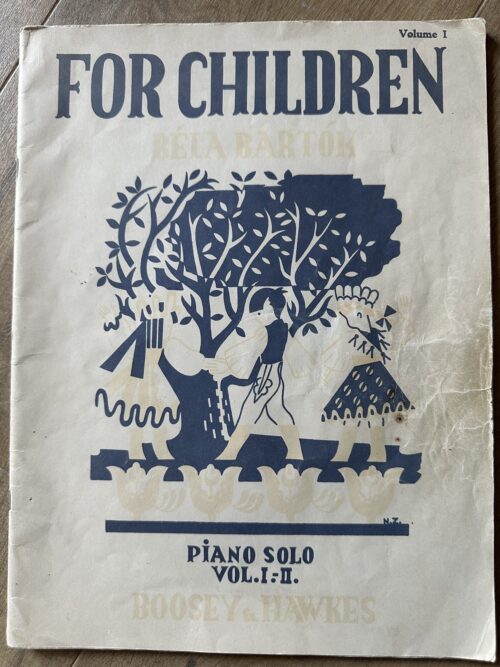 Volume I
FOR CHILDREN
BÉLA BARTÓK
N.Z.
PIANO SOLO
VOL. I.-II.
BOOSEY & HAWKES